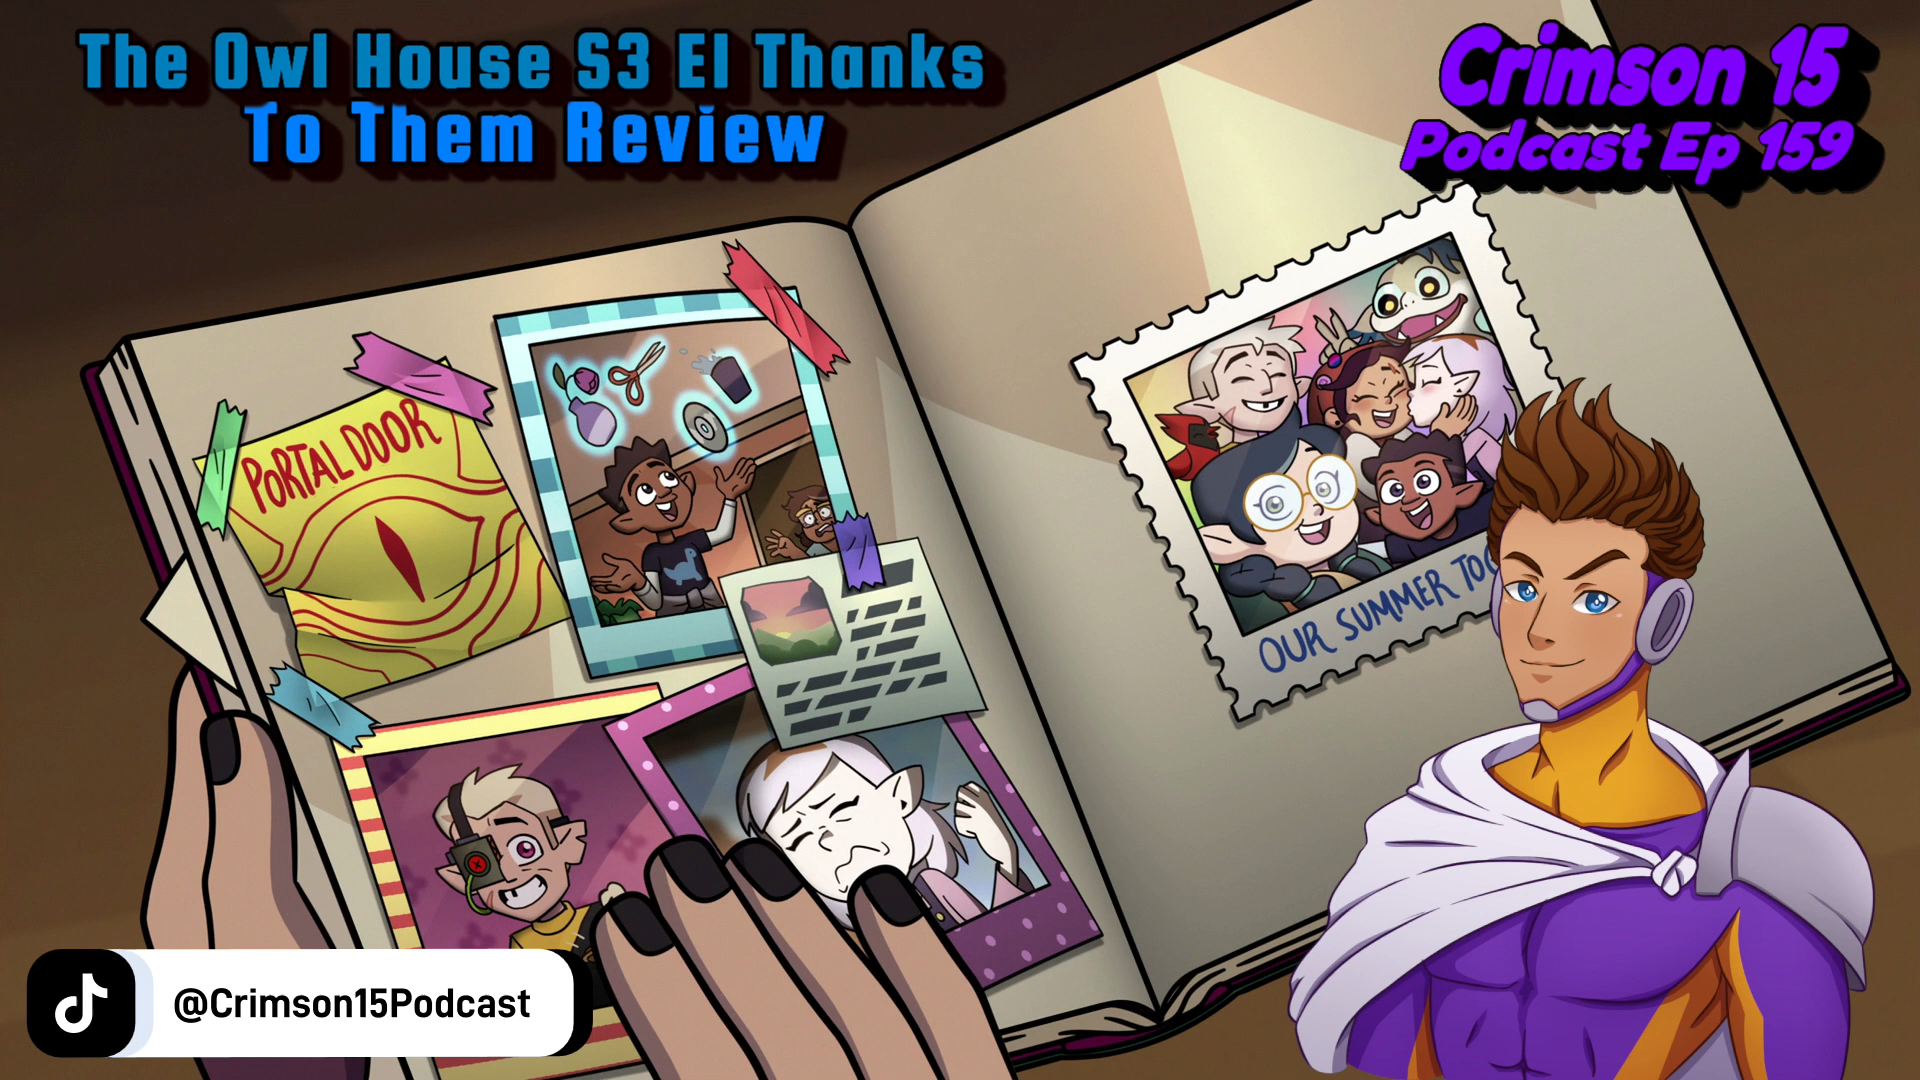 The Owl House S3 E1 Thanks
To Them Review
Crimson 15
Podcast Ep 159
PORTAL DOOR
OUR SUMMER TOO
@Crimson15Podcast